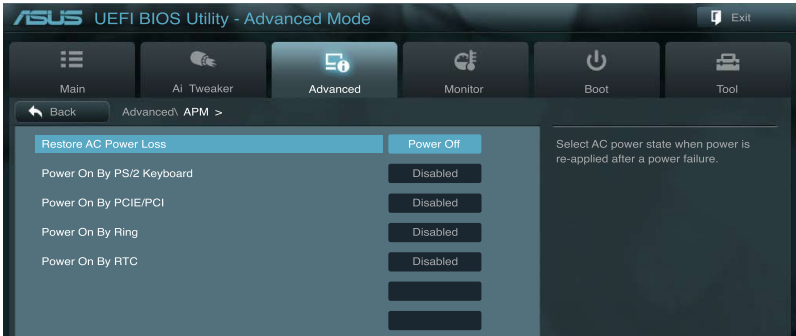 ASUS UEFI BIOS Utility - Advanced Mode
Exit
Main
Ai Tweaker
Advanced
Monitor
Boot
Tool
Back
Advanced\ APM >
Restore AC Power Loss
Power Off
Select AC power state when power is
re-applied after a power failure.
Power On By PS/2 Keyboard
Disabled
Power On By PCIE/PCI
Disabled
Power On By Ring
Disabled
Power On By RTC
Disabled